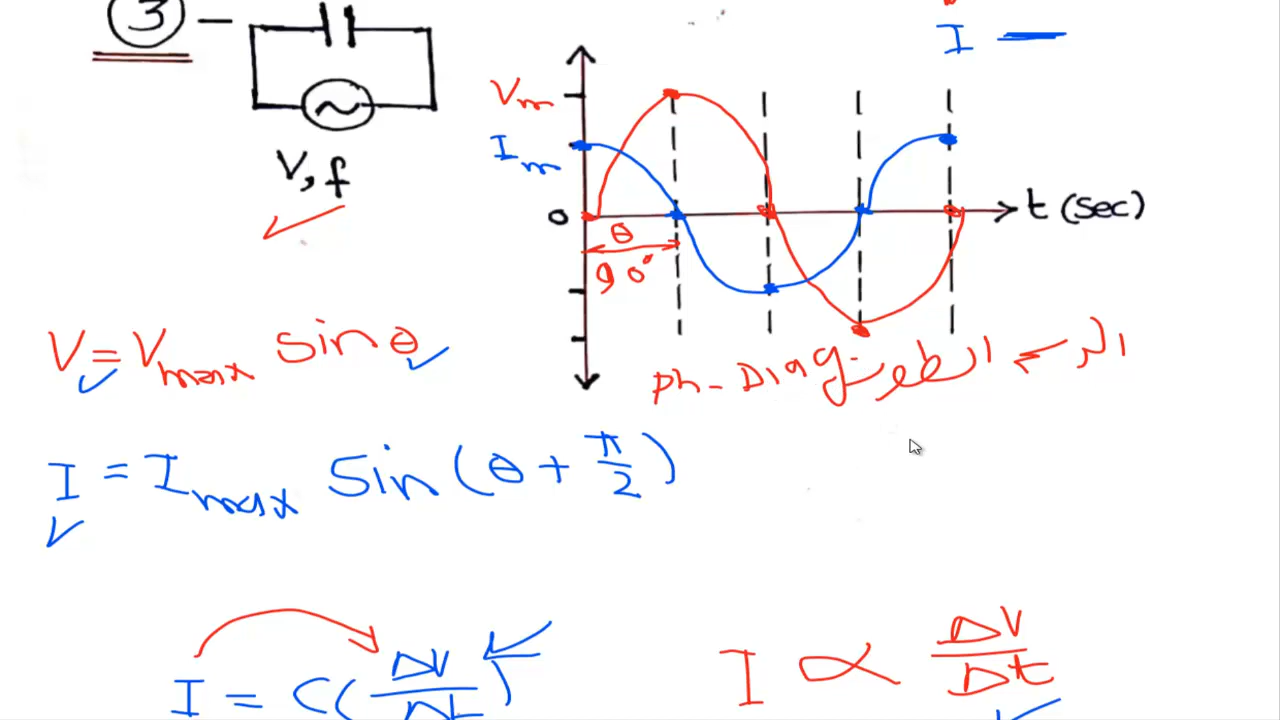 3 -
I —
Vm
Im
0
t (sec)
V, f
θ
90°
V = Vmax Sin θ
Ph - Diag.
I = Imax Sin (θ + π/2)
I = C( ΔV/Δt )
I ∝ ΔV/Δt